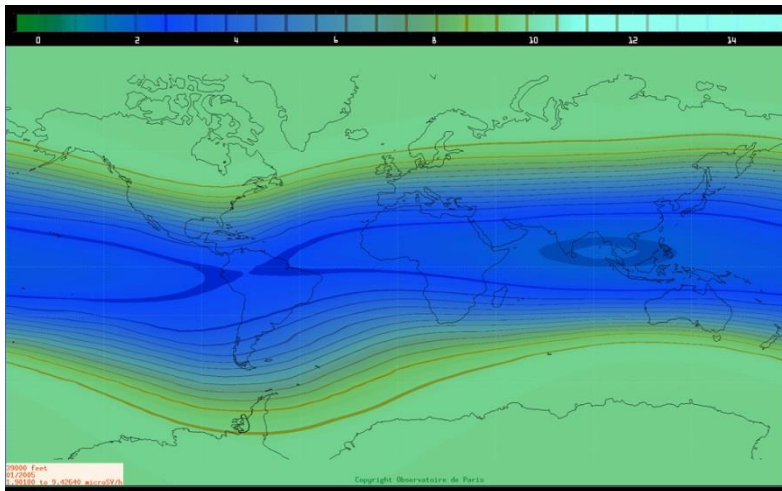 0 2 4 6 8 10 12 14
39000 feet
01/2005
1.90180 to 9.42640 microSV/h
Copyright Observatoire de Paris